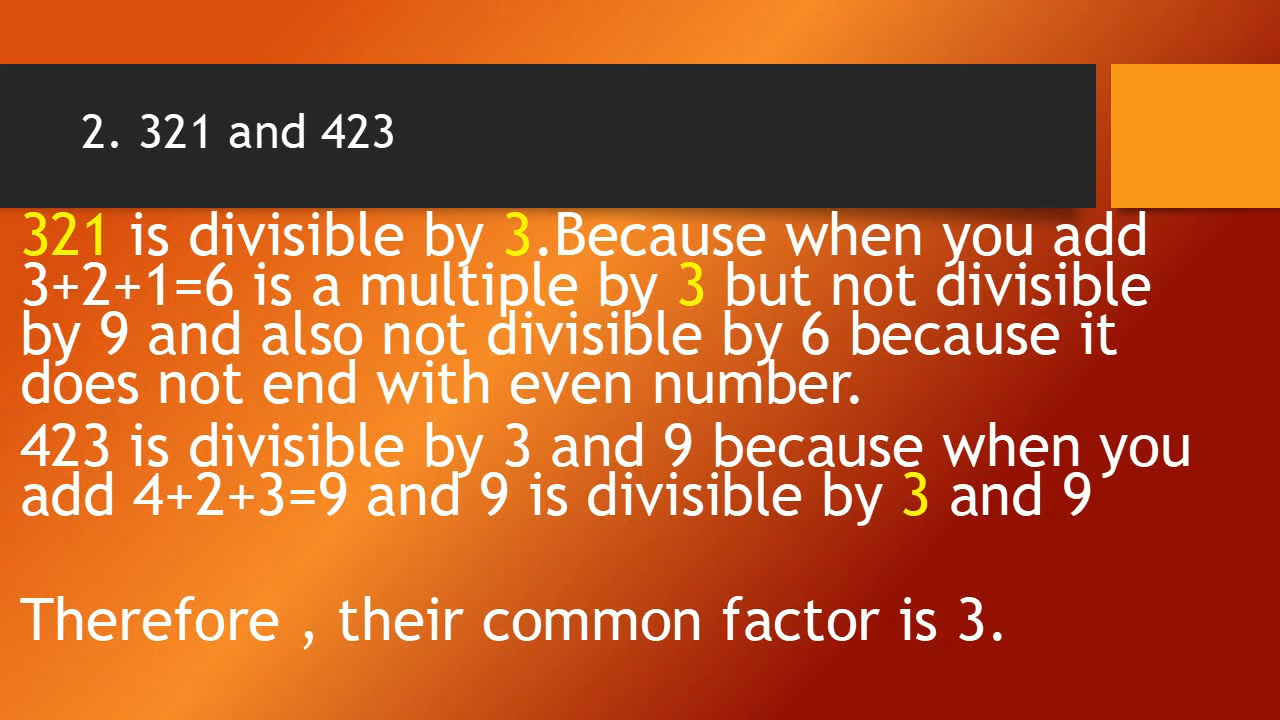 2. 321 and 423
321 is divisible by 3.Because when you add
3+2+1=6 is a multiple by 3 but not divisible
by 9 and also not divisible by 6 because it
does not end with even number.
423 is divisible by 3 and 9 because when you
add 4+2+3=9 and 9 is divisible by 3 and 9
Therefore , their common factor is 3.